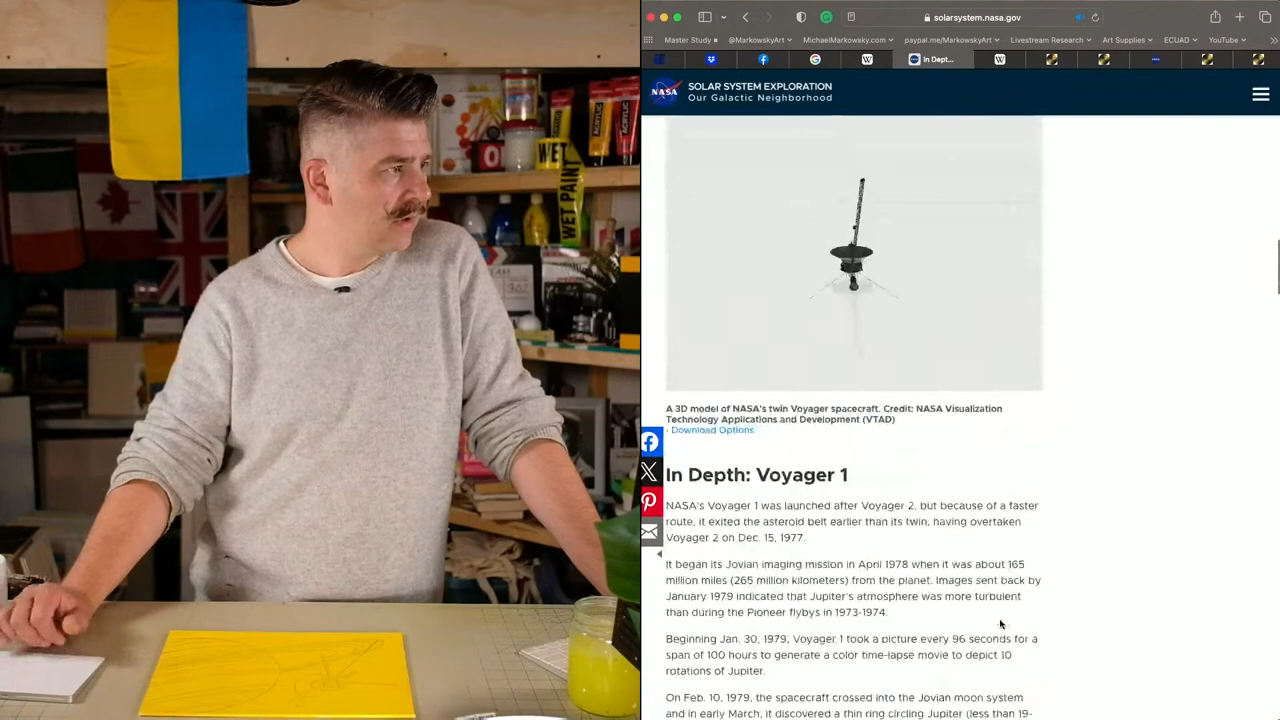 solarsystem.nasa.gov
Master Study
@MarkowskyArt
MichaelMarkowsky.com
paypal.me/MarkowskyArt
Livestream Research
Art Supplies
ECUAD
YouTube
In Dept...
NASA
SOLAR SYSTEM EXPLORATION
Our Galactic Neighborhood
A 3D model of NASA's twin Voyager spacecraft. Credit: NASA Visualization
Technology Applications and Development (VTAD)
› Download Options
In Depth: Voyager 1
NASA's Voyager 1 was launched after Voyager 2, but because of a faster
route, it exited the asteroid belt earlier than its twin, having overtaken
Voyager 2 on Dec. 15, 1977.
It began its Jovian imaging mission in April 1978 when it was about 165
million miles (265 million kilometers) from the planet. Images sent back by
January 1979 indicated that Jupiter's atmosphere was more turbulent
than during the Pioneer flybys in 1973-1974.
Beginning Jan. 30, 1979, Voyager 1 took a picture every 96 seconds for a
span of 100 hours to generate a color time-lapse movie to depict 10
rotations of Jupiter.
On Feb. 10, 1979, the spacecraft crossed into the Jovian moon system
and in early March, it discovered a thin ring circling Jupiter (less than 19-
ACRYLIC
ACRYLIC
WET
WET PAINT